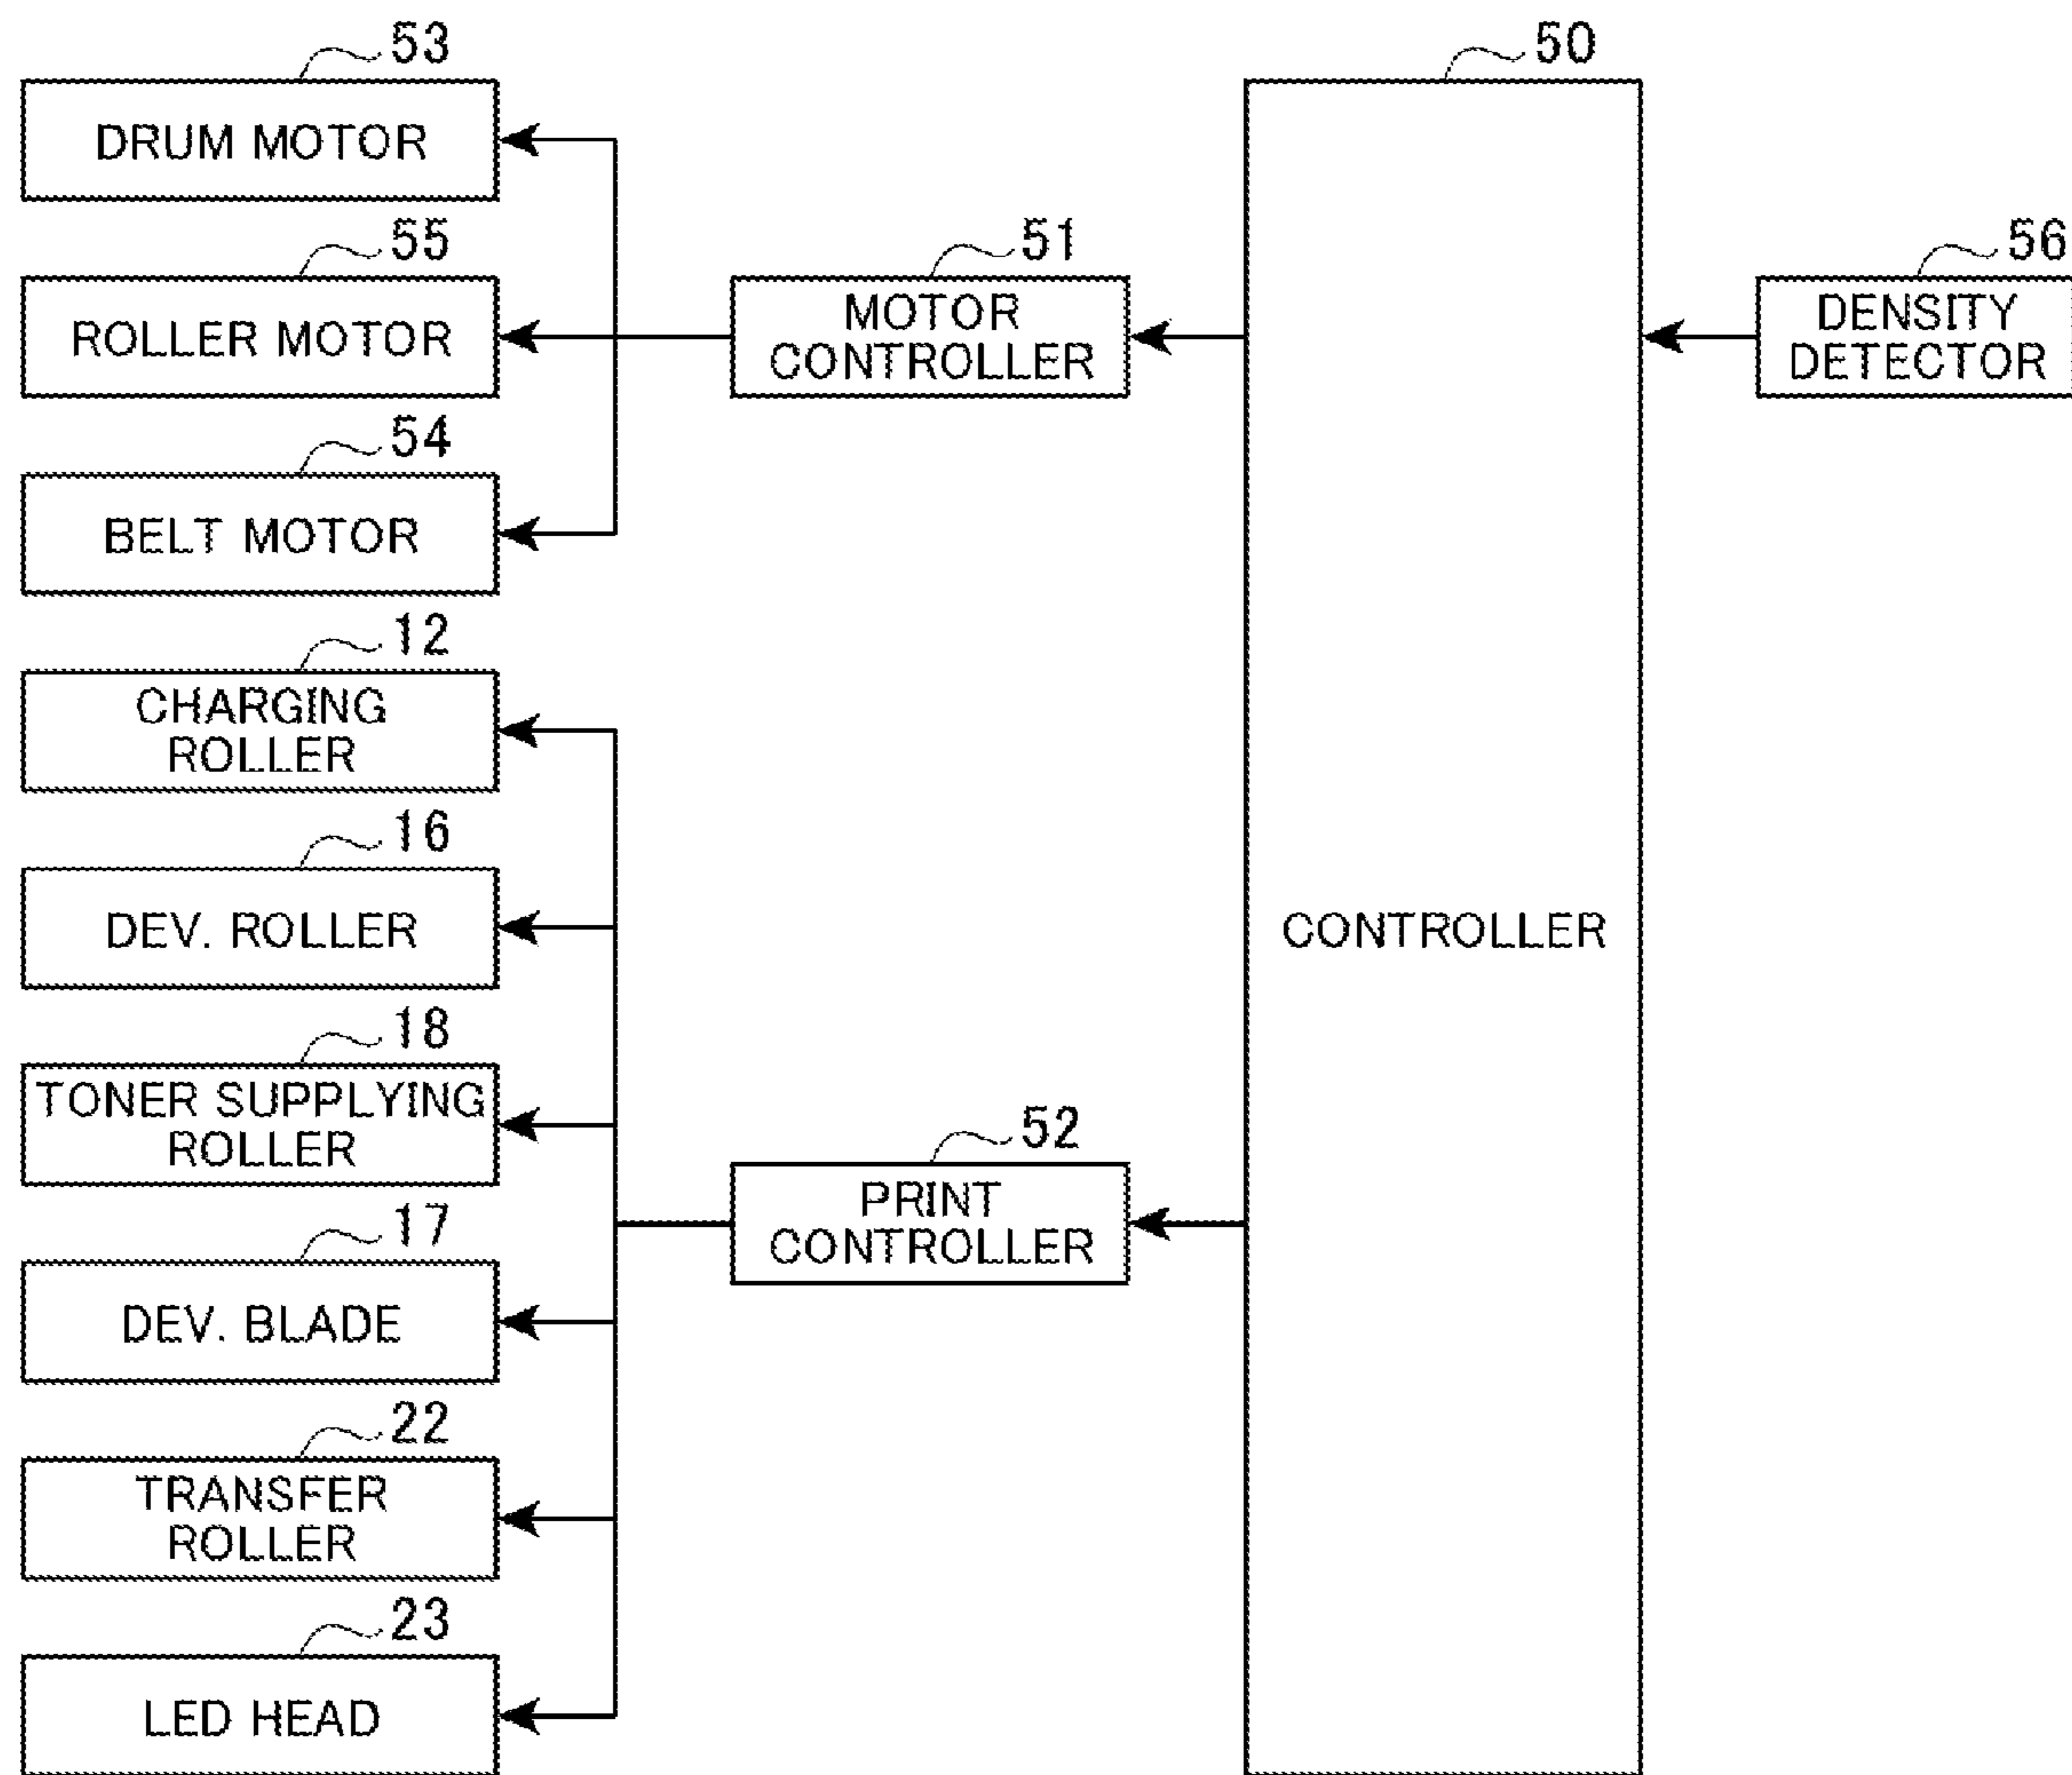 53
DRUM MOTOR
55
ROLLER MOTOR
54
BELT MOTOR
12
CHARGING
ROLLER
16
DEV. ROLLER
18
TONER SUPPLYING
ROLLER
17
DEV. BLADE
22
TRANSFER
ROLLER
23
LED HEAD
51
MOTOR
CONTROLLER
52
PRINT
CONTROLLER
50
CONTROLLER
56
DENSITY
DETECTOR